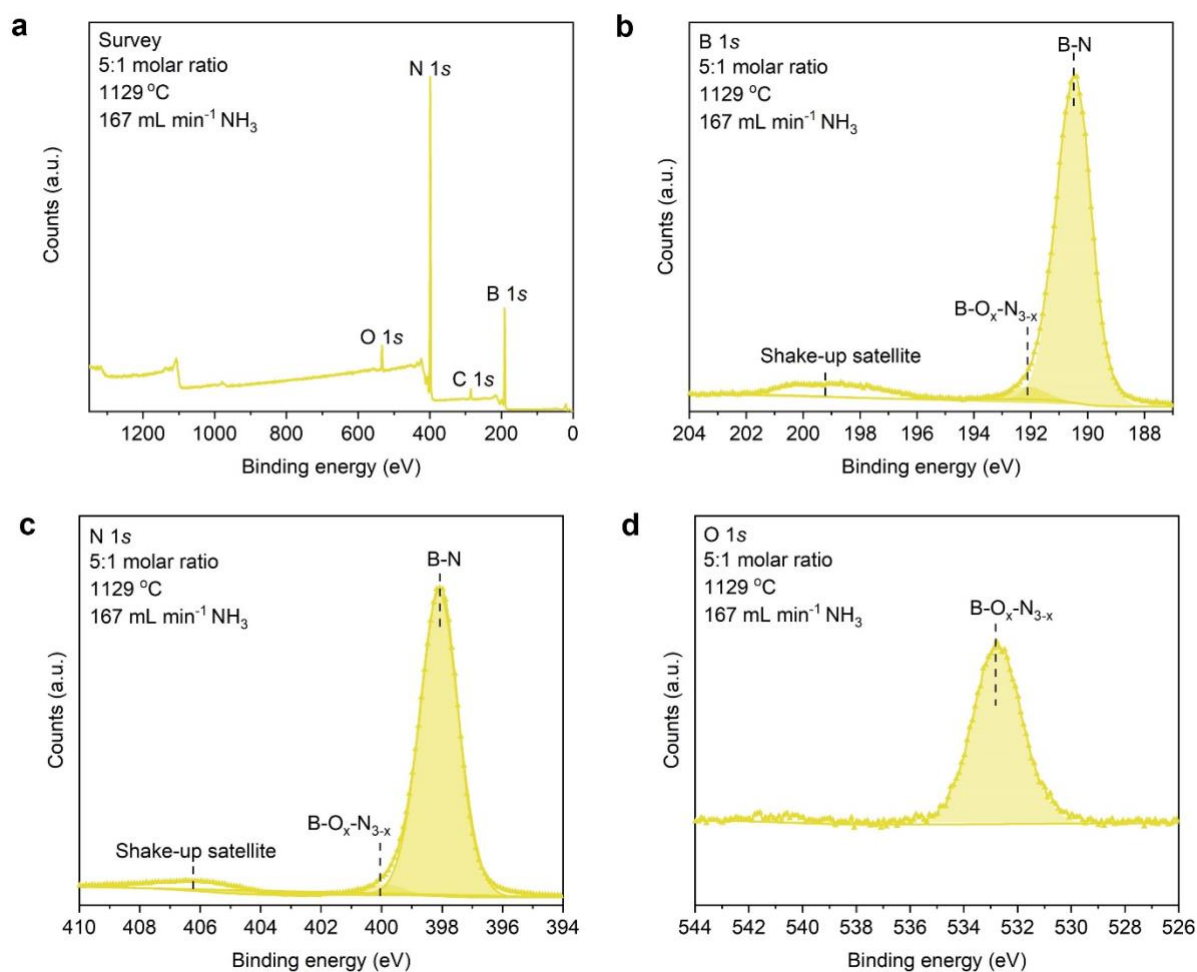 a
Survey
5:1 molar ratio
1129 °C
167 mL min⁻¹ NH₃
N 1s
B 1s
O 1s
C 1s
Counts (a.u.)
1200 1000 800 600 400 200 0
Binding energy (eV)
b
B 1s
5:1 molar ratio
1129 °C
167 mL min⁻¹ NH₃
B-N
B-Oₓ-N₃₋ₓ
Shake-up satellite
Counts (a.u.)
204 202 200 198 196 194 192 190 188
Binding energy (eV)
c
N 1s
5:1 molar ratio
1129 °C
167 mL min⁻¹ NH₃
B-N
B-Oₓ-N₃₋ₓ
Shake-up satellite
Counts (a.u.)
410 408 406 404 402 400 398 396 394
Binding energy (eV)
d
O 1s
5:1 molar ratio
1129 °C
167 mL min⁻¹ NH₃
B-Oₓ-N₃₋ₓ
Counts (a.u.)
544 542 540 538 536 534 532 530 528 526
Binding energy (eV)